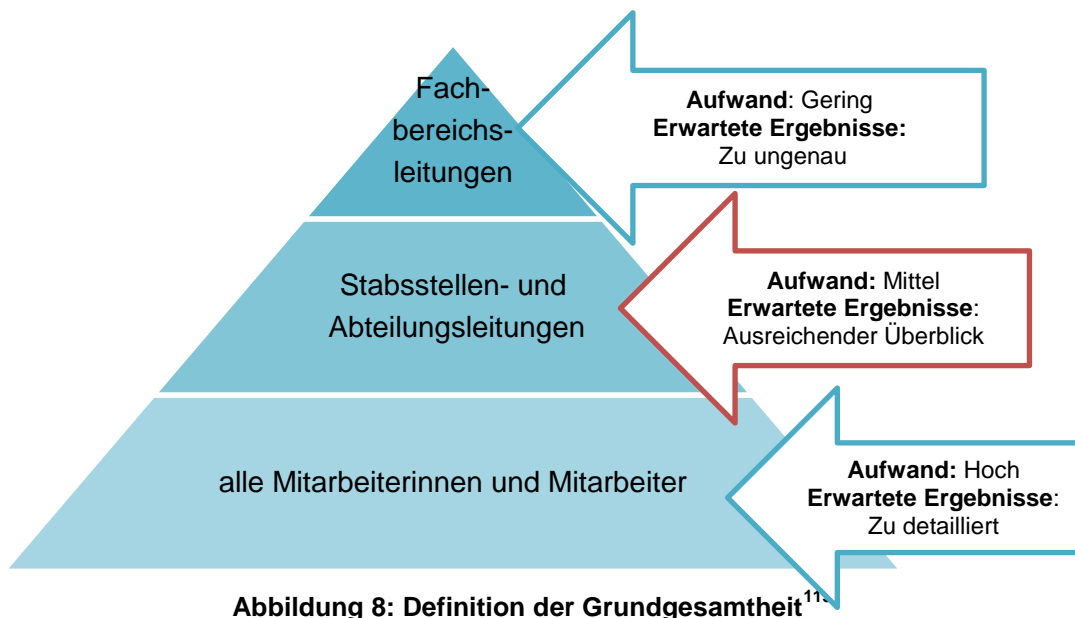 Fach-
bereichs-
leitungen
Aufwand: Gering
Erwartete Ergebnisse:
Zu ungenau
Stabsstellen- und
Abteilungsleitungen
Aufwand: Mittel
Erwartete Ergebnisse:
Ausreichender Überblick
alle Mitarbeiterinnen und Mitarbeiter
Aufwand: Hoch
Erwartete Ergebnisse:
Zu detailliert
Abbildung 8: Definition der Grundgesamtheit